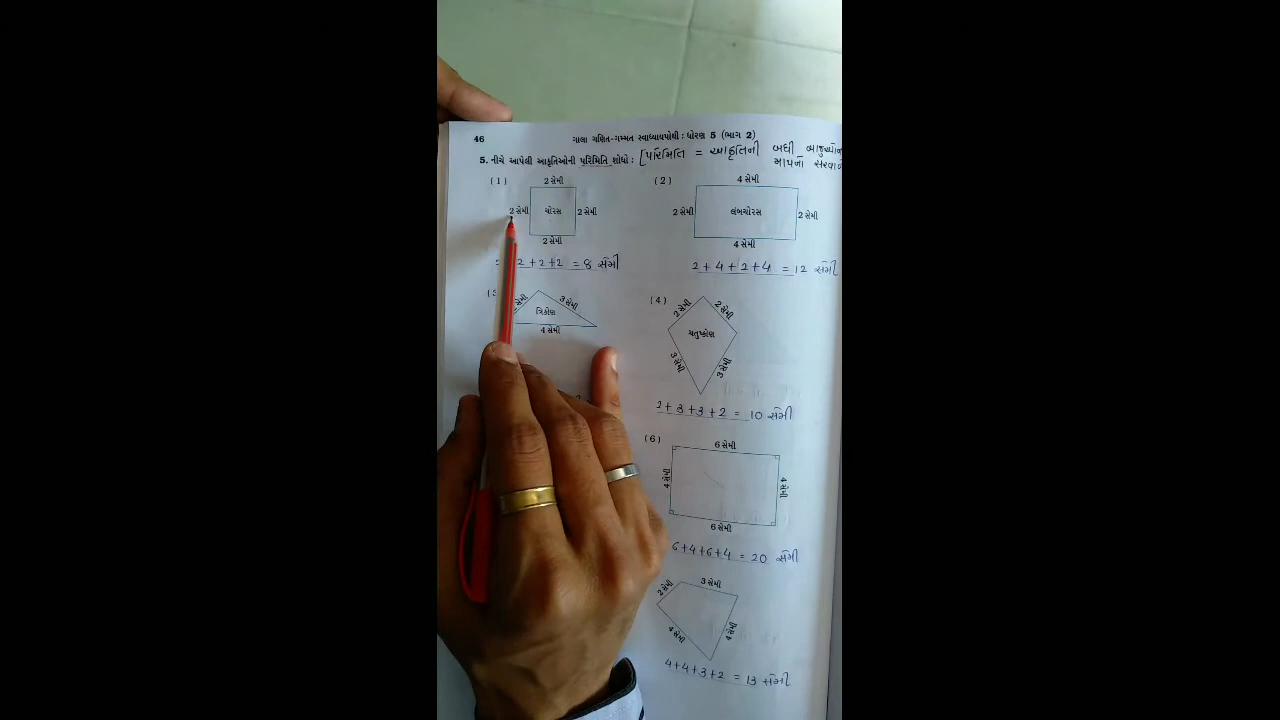 46
ગાલા ગણિત-ગમ્મત સ્વાધ્યાયપોથી : ધોરણ 5 (ભાગ 2)
5. નીચે આપેલી આકૃતિઓની પરિમિતિ શોધો : [પરિમિતિ = આકૃતિની બધી
(1)
2 સેમી
2 સેમી
ચોરસ
2 સેમી
2 સેમી
2 + 2 + 2 = 8 સેમી
(2)
4 સેમી
2 સેમી
લંબચોરસ
2 સેમી
4 સેમી
2 + 4 + 2 + 4 = 12 સેમી
સેમી
3 સેમી
ત્રિકોણ
4 સેમી
(4)
2 સેમી
2 સેમી
ચતુષ્કોણ
3 સેમી
3 સેમી
2 + 3 + 3 + 2 = 10 સેમી
(6)
6 સેમી
4 સેમી
4 સેમી
6 સેમી
6+4+6+4 = 20 સેમી
2 સેમી
3 સેમી
4 સેમી
4 સેમી
4+4+3+2 = 13 સેમી